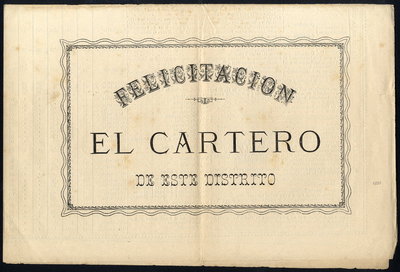 FELICITACION
EL CARTERO
DE ESTE DISTRITO